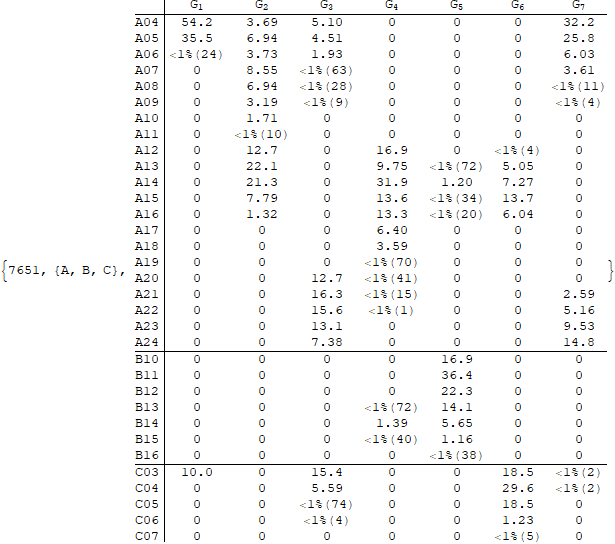 G1 G2 G3 G4 G5 G6 G7
A04 54.2 3.69 5.10 0 0 0 32.2
A05 35.5 6.94 4.51 0 0 0 25.8
A06 <1%(24) 3.73 1.93 0 0 0 6.03
A07 0 8.55 <1%(63) 0 0 0 3.61
A08 0 6.94 <1%(28) 0 0 0 <1%(11)
A09 0 3.19 <1%(9) 0 0 0 <1%(4)
A10 0 1.71 0 0 0 0 0
A11 0 <1%(10) 0 0 0 0 0
A12 0 12.7 0 16.9 0 <1%(4) 0
A13 0 22.1 0 9.75 <1%(72) 5.05 0
A14 0 21.3 0 31.9 1.20 7.27 0
A15 0 7.79 0 13.6 <1%(34) 13.7 0
A16 0 1.32 0 13.3 <1%(20) 6.04 0
A17 0 0 0 6.40 0 0 0
A18 0 0 0 3.59 0 0 0
A19 0 0 0 <1%(70) 0 0 0
{7651, {A, B, C}, A20 0 0 12.7 <1%(41) 0 0 0 }
A21 0 0 16.3 <1%(15) 0 0 2.59
A22 0 0 15.6 <1%(1) 0 0 5.16
A23 0 0 13.1 0 0 0 9.53
A24 0 0 7.38 0 0 0 14.8
B10 0 0 0 0 16.9 0 0
B11 0 0 0 0 36.4 0 0
B12 0 0 0 0 22.3 0 0
B13 0 0 0 <1%(72) 14.1 0 0
B14 0 0 0 1.39 5.65 0 0
B15 0 0 0 <1%(40) 1.16 0 0
B16 0 0 0 0 <1%(38) 0 0
C03 10.0 0 15.4 0 0 18.5 <1%(2)
C04 0 0 5.59 0 0 29.6 <1%(2)
C05 0 0 <1%(74) 0 0 18.5 0
C06 0 0 <1%(4) 0 0 1.23 0
C07 0 0 0 0 0 <1%(5) 0